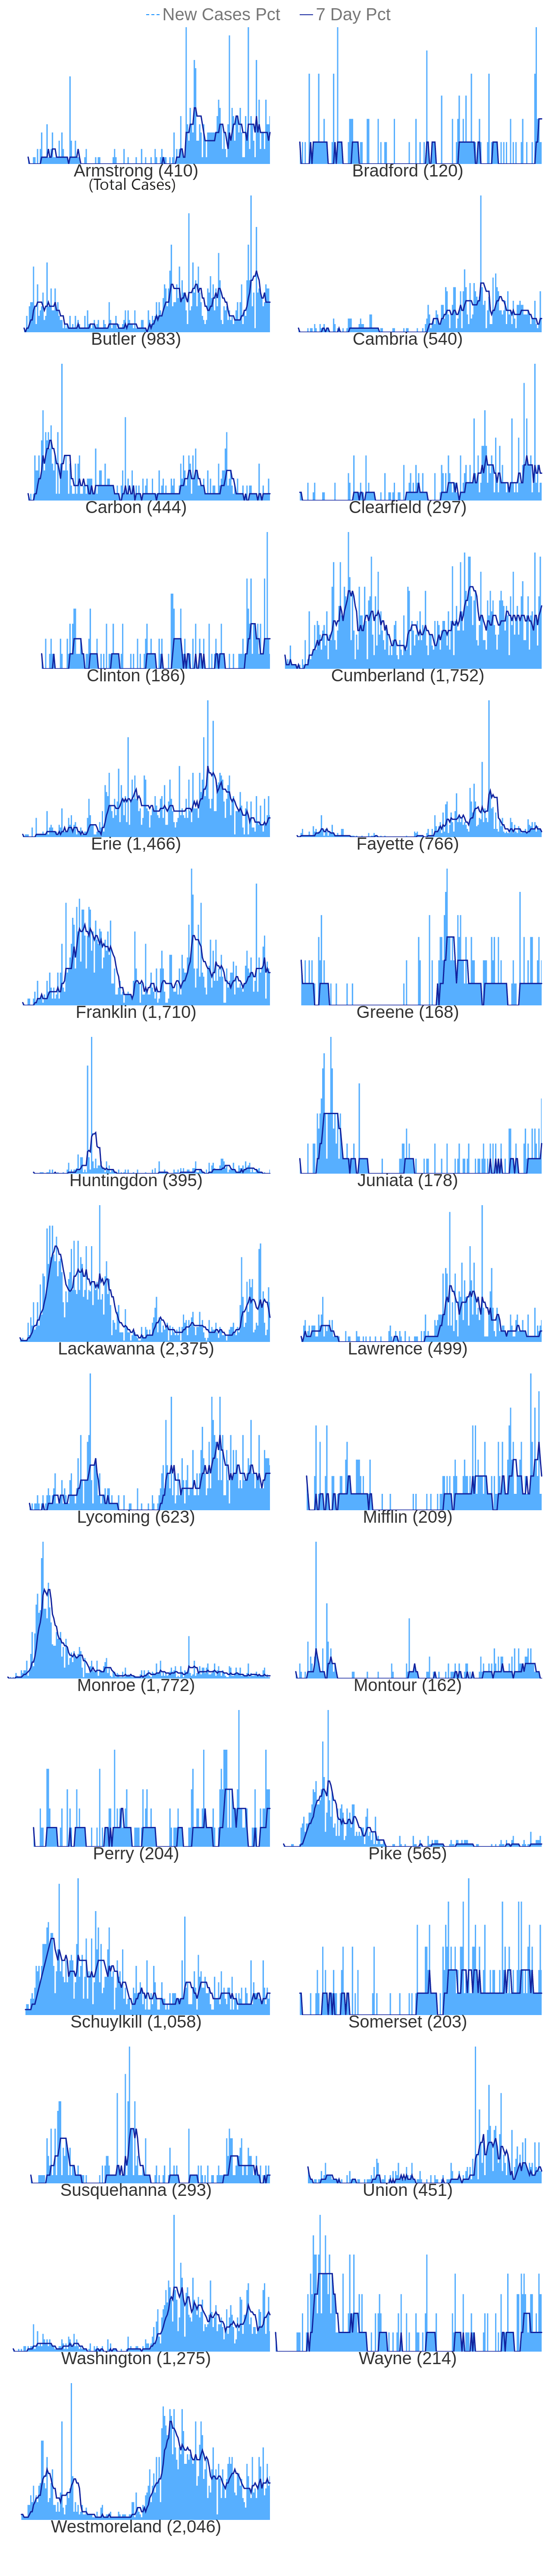 New Cases Pct 7 Day Pct
Armstrong (410) Bradford (120)
(Total Cases)
Butler (983) Cambria (540)
Carbon (444) Clearfield (297)
Clinton (186) Cumberland (1,752)
Erie (1,466) Fayette (766)
Franklin (1,710) Greene (168)
Huntingdon (395) Juniata (178)
Lackawanna (2,375) Lawrence (499)
Lycoming (623) Mifflin (209)
Monroe (1,772) Montour (162)
Perry (204) Pike (565)
Schuylkill (1,058) Somerset (203)
Susquehanna (293) Union (451)
Washington (1,275) Wayne (214)
Westmoreland (2,046)